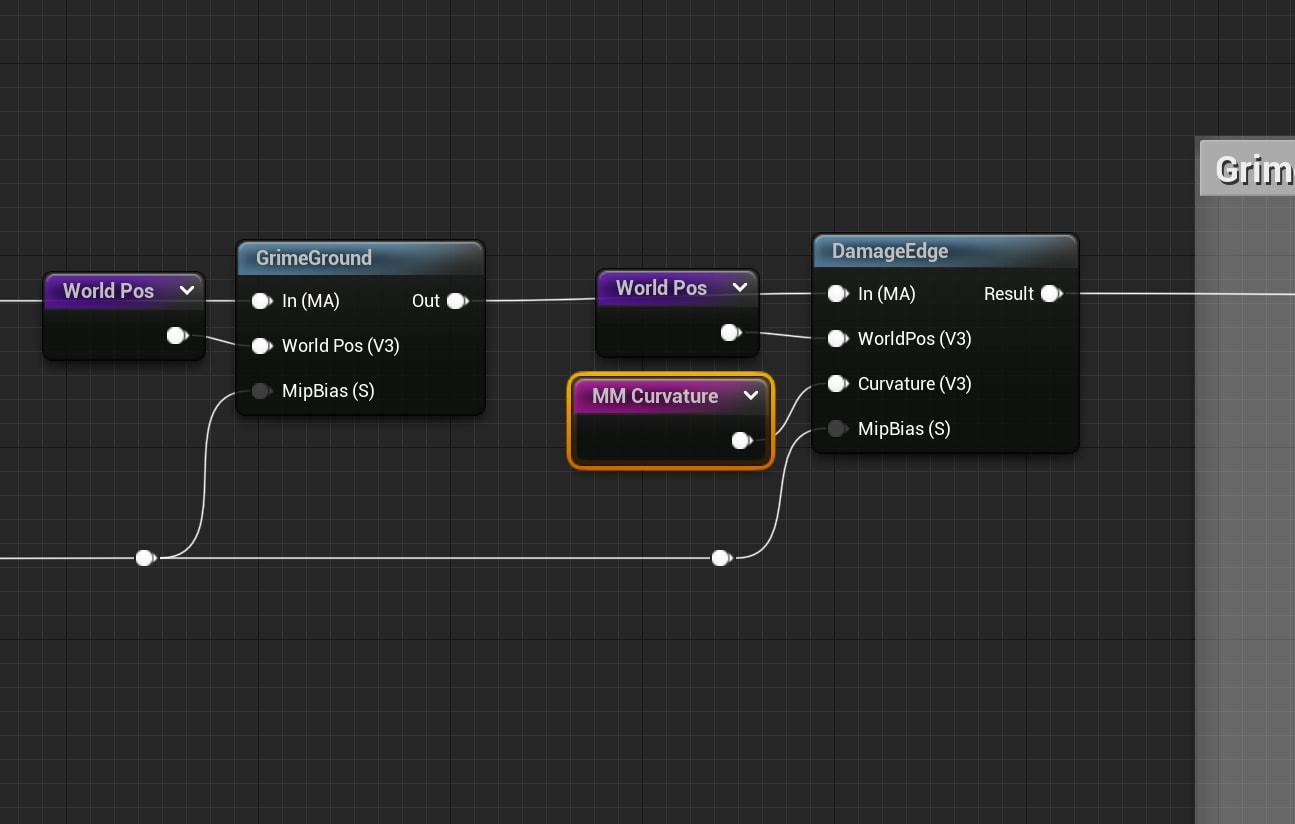 World Pos
GrimeGround
In (MA)
Out
World Pos (V3)
MipBias (S)
World Pos
MM Curvature
DamageEdge
In (MA)
Result
WorldPos (V3)
Curvature (V3)
MipBias (S)